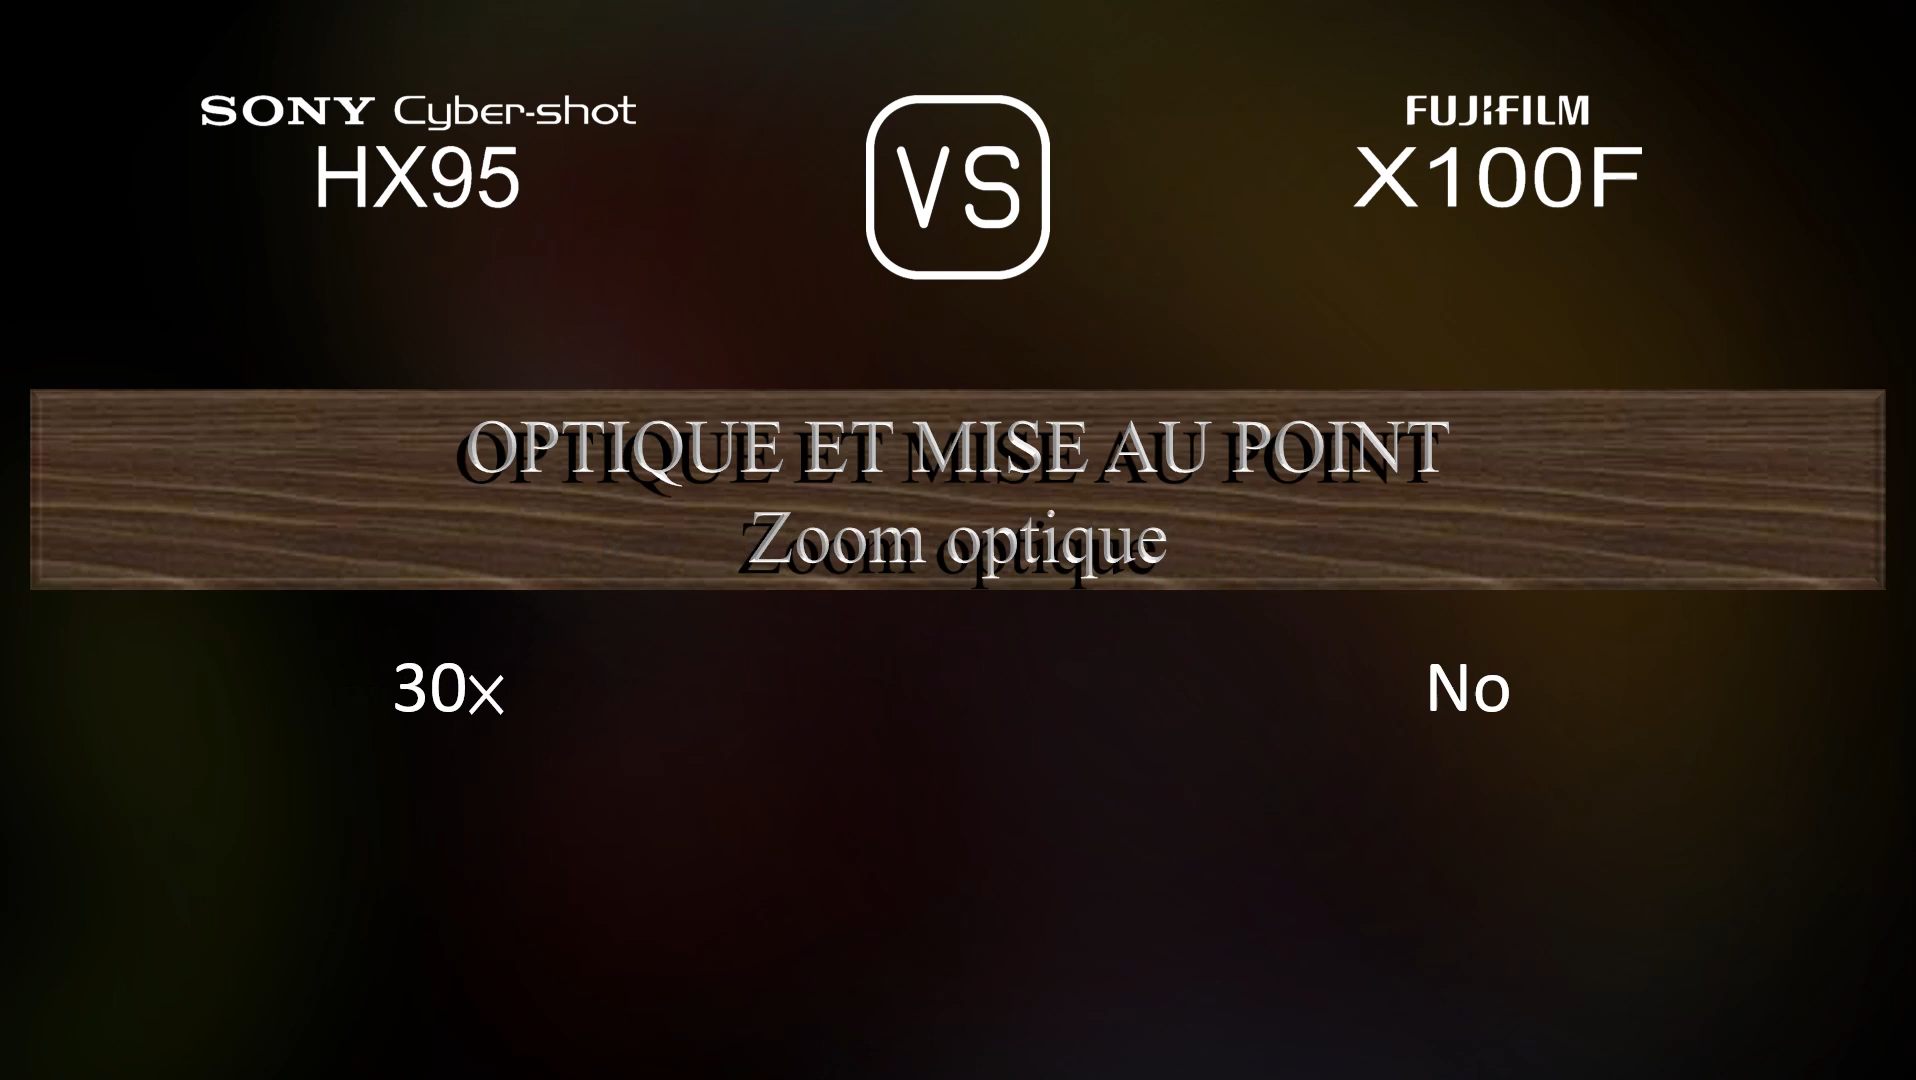 SONY Cyber-shot
HX95
VS
FUJIFILM
X100F
OPTIQUE ET MISE AU POINT
Zoom optique
30x
No